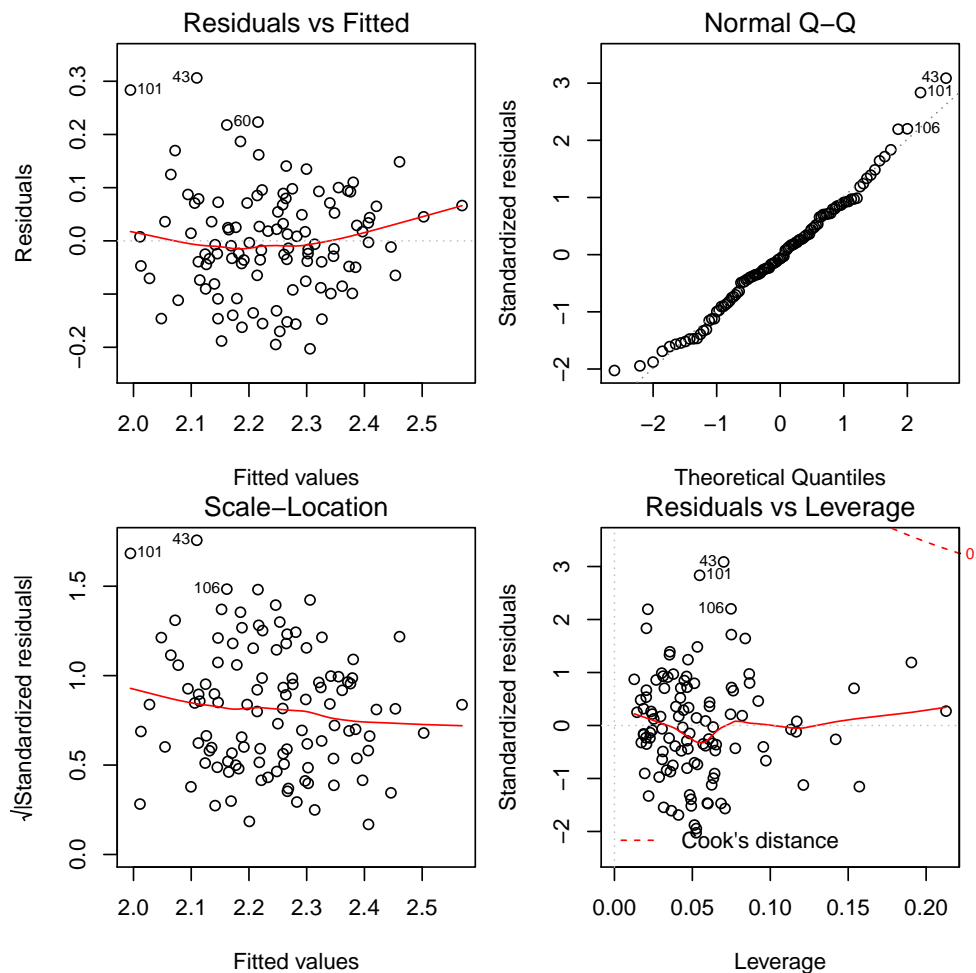 Residuals vs Fitted
Residuals
0.3
0.2
0.1
0.0
−0.2
43
101
60
2.0 2.1 2.2 2.3 2.4 2.5
Fitted values
Normal Q−Q
Standardized residuals
3
2
1
0
−1
−2
43
101
106
−2 −1 0 1 2
Theoretical Quantiles
Scale−Location
√|Standardized residuals|
1.5
1.0
0.5
0.0
43
101
106
2.0 2.1 2.2 2.3 2.4 2.5
Fitted values
Residuals vs Leverage
Standardized residuals
3
2
1
0
−1
−2
43
101
106
0
Cook's distance
0.00 0.05 0.10 0.15 0.20
Leverage